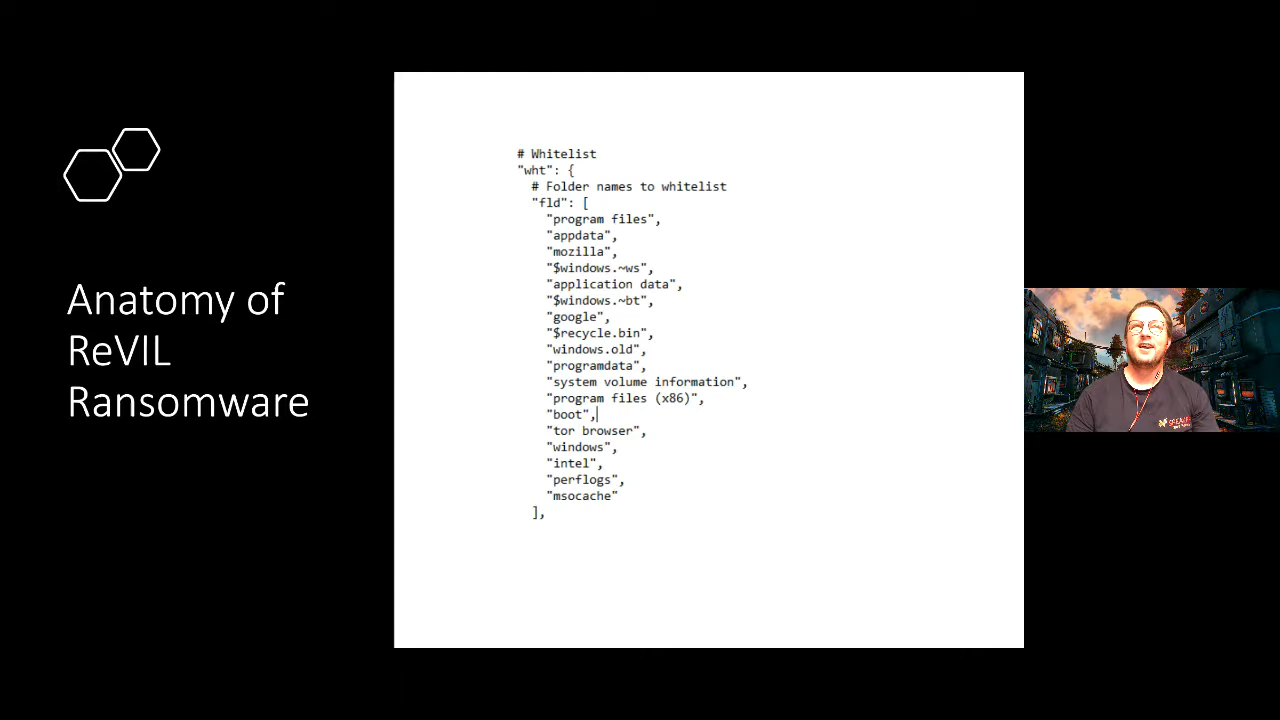 Anatomy of
ReVIL
Ransomware
# Whitelist
"wht": {
# Folder names to whitelist
"fld": [
"program files",
"appdata",
"mozilla",
"$windows.~ws",
"application data",
"$windows.~bt",
"google",
"$recycle.bin",
"windows.old",
"programdata",
"system volume information",
"program files (x86)",
"boot",
"tor browser",
"windows",
"intel",
"perflogs",
"msocache"
],